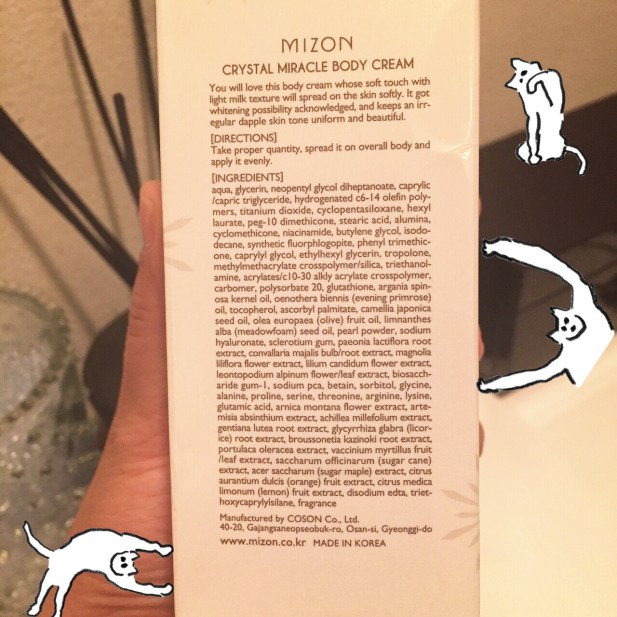 MIZON
CRYSTAL MIRACLE BODY CREAM
You will love this body cream whose soft touch with
light milk texture will spread on the skin softly. It got
whitening possibility acknowledged, and keeps an irr-
egular dapple skin tone uniform and beautiful.
[DIRECTIONS]
Take proper quantity, spread it on overall body and
apply it evenly.
[INGREDIENTS]
aqua, glycerin, neopentyl glycol diheptanoate, caprylic
/capric triglyceride, hydrogenated c6-14 olefin poly-
mers, titanium dioxide, cyclopentasiloxane, hexyl
laurate, peg-10 dimethicone, stearic acid, alumina,
cyclomethicone, niacinamide, butylene glycol, isodo-
decane, synthetic fluorphlogopite, phenyl trimethic-
one, caprylyl glycol, ethylhexyl glycerin, tropolone,
methylmethacrylate crosspolymer/silica, triethanol-
amine, acrylates/c10-30 alkly acrylate crosspolymer,
carbomer, polysorbate 20, glutathione, argania spin-
osa kernel oil, oenothera biennis (evening primrose)
oil, tocopherol, ascorbyl palmitate, camellia japonica
seed oil, olea europaea (olive) fruit oil, limnanthes
alba (meadowfoam) seed oil, pearl powder, sodium
hyaluronate, sclerotium gum, paeonia lactiflora root
extract, convallaria majalis bulb/root extract, magnolia
liliflora flower extract, lilium candidum flower extract,
leontopodium alpinum flower/leaf extract, biosacch-
aride gum-1, sodium pca, betain, sorbitol, glycine,
alanine, proline, serine, threonine, arginine, lysine,
glutamic acid, arnica montana flower extract, arte-
misia absinthium extract, achillea millefolium extract,
gentiana lutea root extract, glycyrrhiza glabra (licor-
ice) root extract, broussonetia kazinoki root extract,
portulaca oleracea extract, vaccinium myrtillus fruit
/leaf extract, saccharum officinarum (sugar cane)
extract, acer saccharum (sugar maple) extract, citrus
aurantium dulcis (orange) fruit extract, citrus medica
limonum (lemon) fruit extract, disodium edta, triet-
hoxycaprylylsilane, fragrance
Manufactured by COSON Co., Ltd.
40-20, Gajangsaneopseobuk-ro, Osan-si, Gyeonggi-do
www.mizon.co.kr MADE IN KOREA